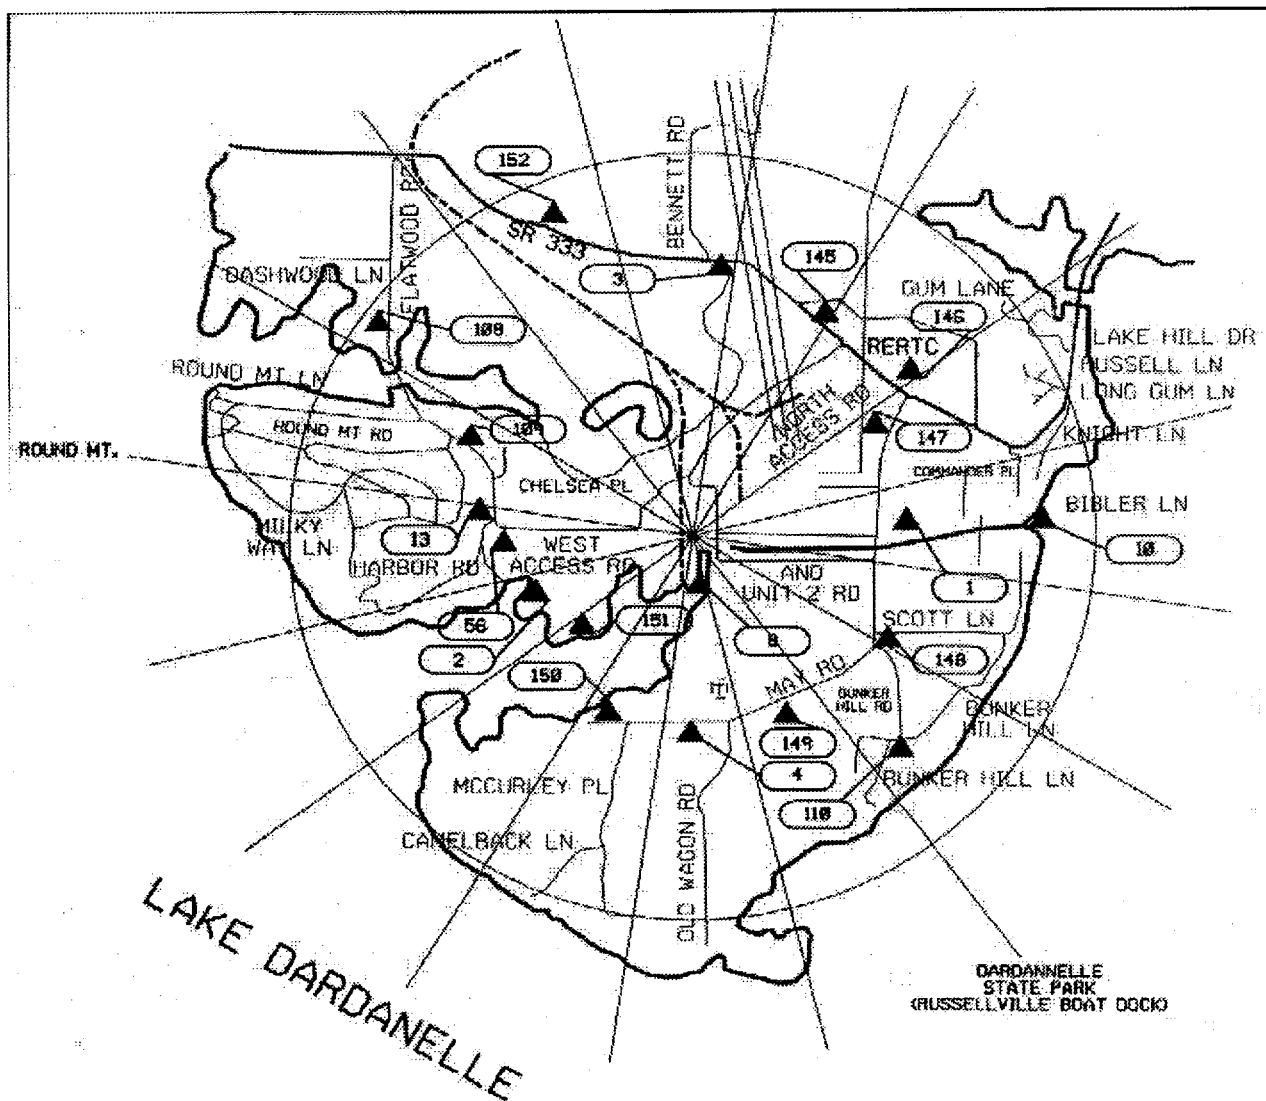 152
BENNETT RD
FLATWOOD RD
SR 333
3
145
DASHWOOD LN
GUM LANE
146
108
LAKE HILL DR
RERTC
RUSSELL LN
ROUND MT LN
LONG GUM LN
NORTH
ACCESS RD
ROUND MT RD
109
147
KNIGHT LN
ROUND MT.
COMMANDER PL
CHELSEA PL
BIBLER LN
MILKY
WAY LN
13
WEST
ACCESS RD
10
HARBOR RD
AND
UNIT 2 RD
1
56
151
8
SCOTT LN
2
148
150
MAY RD
BUNKER
HILL RD
BUNKER
HILL LN
149
4
MCCURLEY PL
BUNKER HILL LN
110
CAMELBACK LN
OLD WAGON RD
LAKE DARDANELLE
DARDANNELLE
STATE PARK
(RUSSELLVILLE BOAT DOCK)